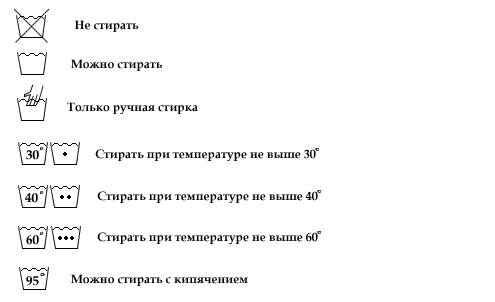 Не стирать
Можно стирать
Только ручная стирка
30° Стирать при температуре не выше 30°
40° Стирать при температуре не выше 40°
60° Стирать при температуре не выше 60°
95° Можно стирать с кипячением